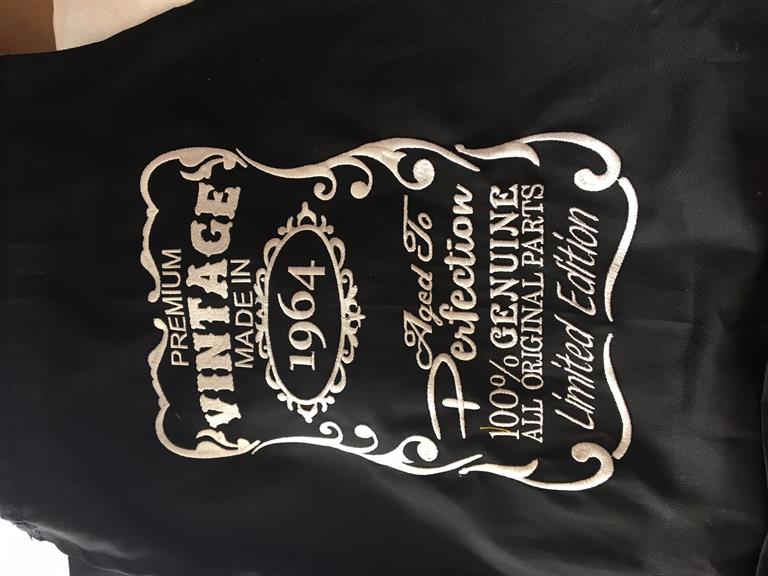 PREMIUM
VINTAGE
MADE IN
1964
Aged To
Perfection
100% GENUINE
ALL ORIGINAL PARTS
Limited Edition